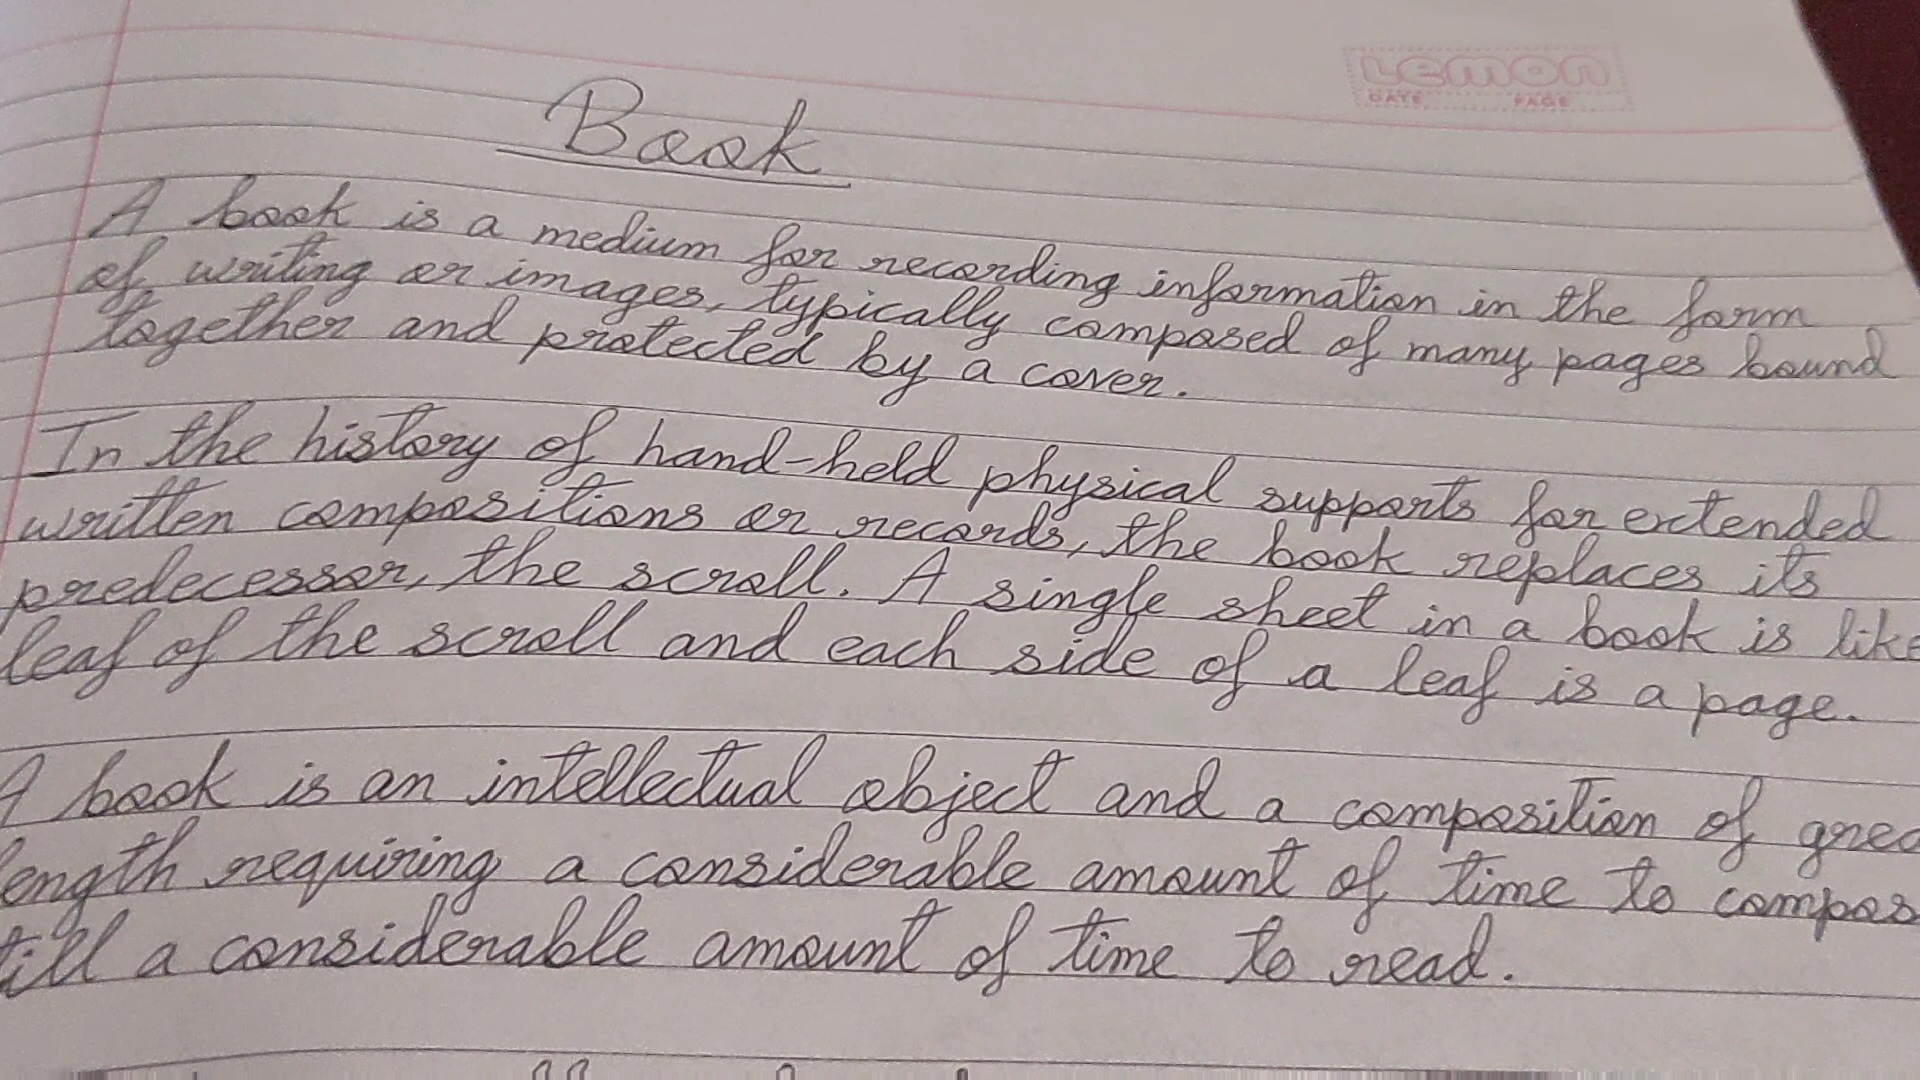 Lemon
DATE PAGE
Book
A book is a medium for recording information in the form
of writing or images, typically composed of many pages bound
together and protected by a cover.
In the history of hand-held physical supports for extended
written compositions or records, the book replaces its
predecessor, the scroll. A single sheet in a book is like
leaf of the scroll and each side of a leaf is a page.
A book is an intellectual object and a composition of grea
length requiring a considerable amount of time to compos
till a considerable amount of time to read.